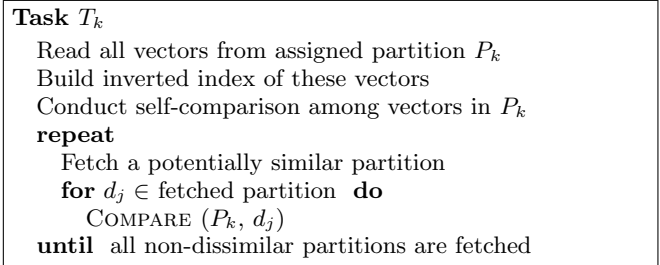 Task T_k
Read all vectors from assigned partition P_k
Build inverted index of these vectors
Conduct self-comparison among vectors in P_k
repeat
Fetch a potentially similar partition
for d_j ∈ fetched partition do
COMPARE (P_k, d_j)
until all non-dissimilar partitions are fetched